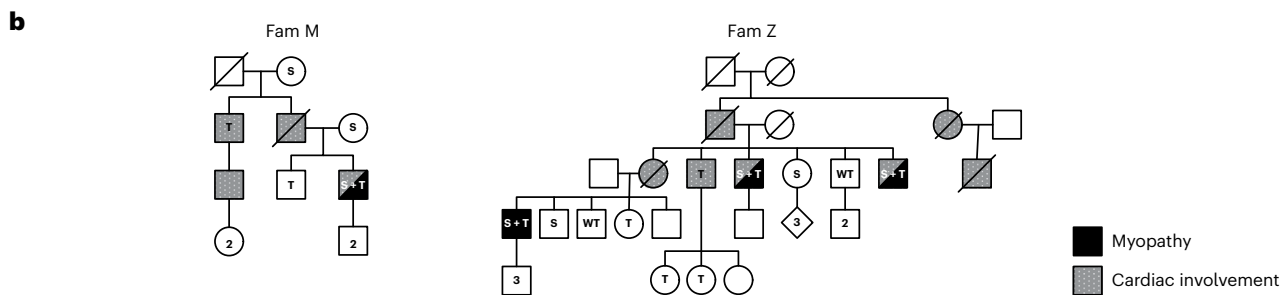 b
Fam M
Fam Z
S
T
S
T
S + T
T
S + T
S
WT
S + T
S + T
S
WT
T
3
2
2
2
3
T
T
Myopathy
Cardiac involvement